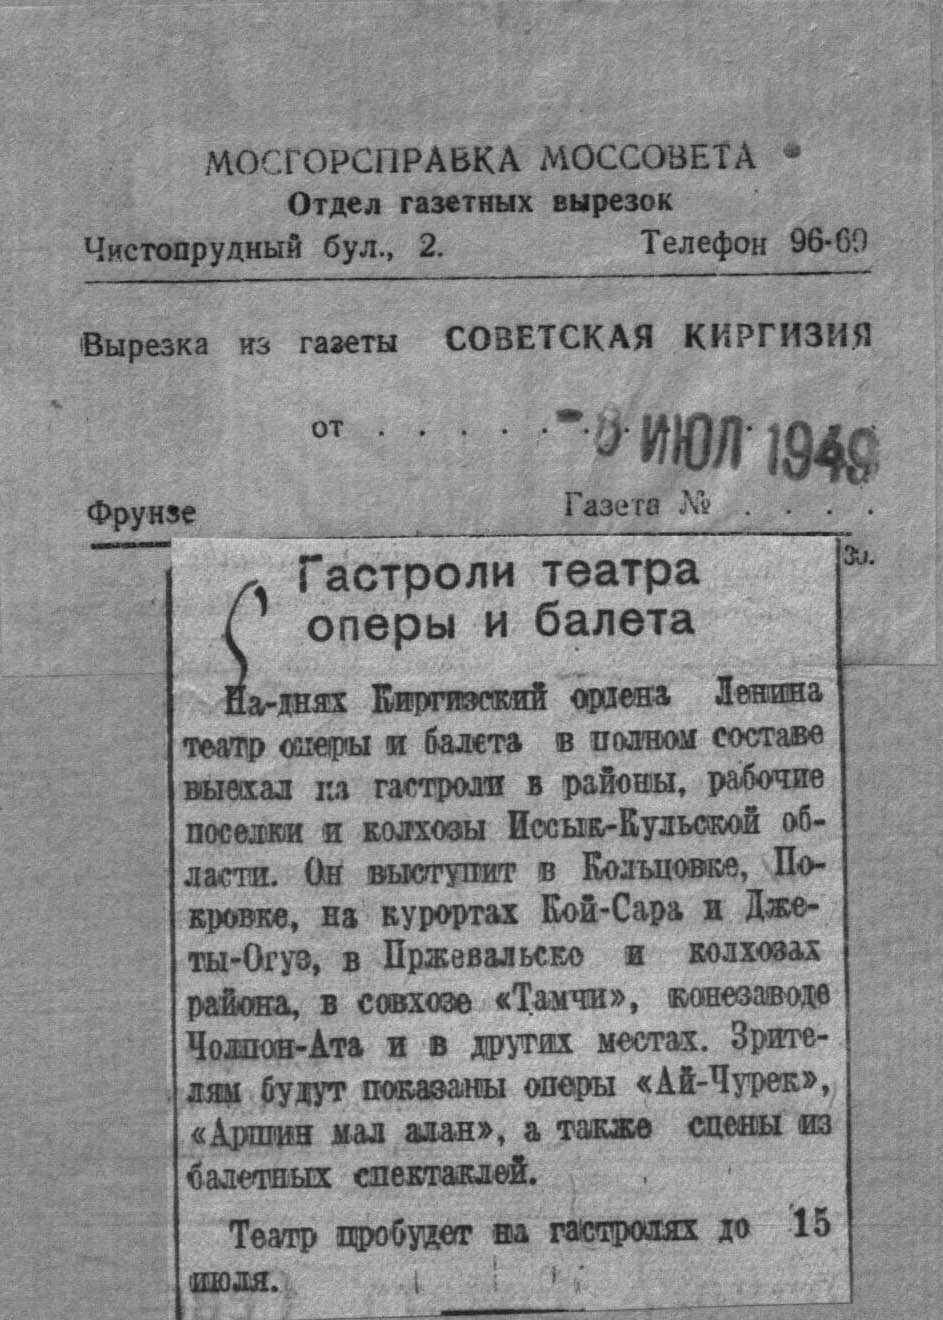 МОСГОРСПРАВКА МОССОВЕТА
Отдел газетных вырезок
Чистопрудный бул., 2. Телефон 96-69
Вырезка из газеты СОВЕТСКАЯ КИРГИЗИЯ
от . . . . . -8 ИЮЛ 1949
Фрунзе Газета № . . . .
Гастроли театра
оперы и балета
На-днях Киргизский ордена Ленина
театр оперы и балета в полном составе
выехал на гастроли в районы, рабочие
поселки и колхозы Иссык-Кульской об-
ласти. Он выступит в Кольцовке, По-
кровке, на курортах Кой-Сара и Дже-
ты-Огуз, в Пржевальско и колхозах
района, в совхозе «Тамчи», конезаводе
Чолпон-Ата и в других местах. Зрите-
лям будут показаны оперы «Ай-Чурек»,
«Аршин мал алан», а также сцены из
балетных спектаклей.
Театр пробудет на гастролях до 15
июля.